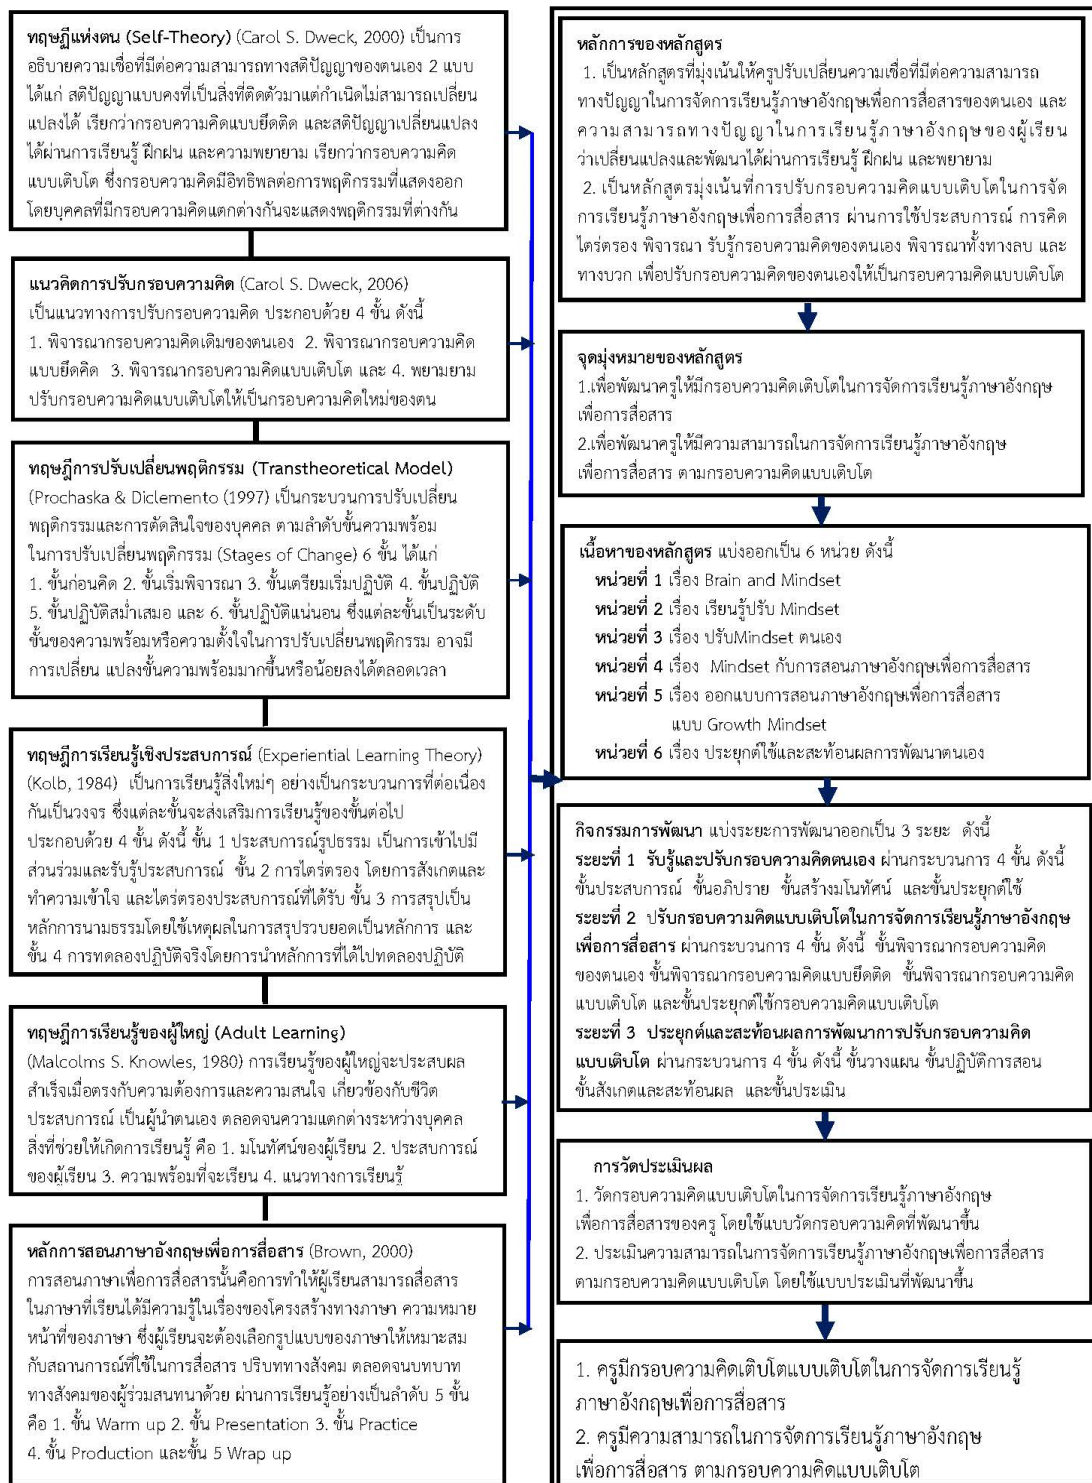 ทฤษฏีแห่งตน (Self-Theory) (Carol S. Dweck, 2000) เป็นการ
อธิบายความเชื่อที่มีต่อความสามารถทางสติปัญญาของตนเอง 2 แบบ
ได้แก่ สติปัญญาแบบคงที่เป็นสิ่งที่ติดตัวมาแต่กำเนิดไม่สามารถเปลี่ยน
แปลงได้ เรียกว่ากรอบความคิดแบบยึดติด และสติปัญญาเปลี่ยนแปลง
ได้ผ่านการเรียนรู้ ฝึกฝน และความพยายาม เรียกว่ากรอบความคิด
แบบเติบโต ซึ่งกรอบความคิดมีอิทธิพลต่อการพฤติกรรมที่แสดงออก
โดยบุคคลที่มีกรอบความคิดแตกต่างกันจะแสดงพฤติกรรมที่ต่างกัน
แนวคิดการปรับกรอบความคิด (Carol S. Dweck, 2006)
เป็นแนวทางการปรับกรอบความคิด ประกอบด้วย 4 ขั้น ดังนี้
1. พิจารณากรอบความคิดเดิมของตนเอง 2. พิจารณากรอบความคิด
แบบยึดคิด 3. พิจารณากรอบความคิดแบบเติบโต และ 4. พยามยาม
ปรับกรอบความคิดแบบเติบโตให้เป็นกรอบความคิดใหม่ของตน
ทฤษฎีการปรับเปลี่ยนพฤติกรรม (Transtheoretical Model)
(Prochaska & Diclemento (1997) เป็นกระบวนการปรับเปลี่ยน
พฤติกรรมและการตัดสินใจของบุคคล ตามลำดับขั้นความพร้อม
ในการปรับเปลี่ยนพฤติกรรม (Stages of Change) 6 ขั้น ได้แก่
1. ขั้นก่อนคิด 2. ขั้นเริ่มพิจารณา 3. ขั้นเตรียมเริ่มปฏิบัติ 4. ขั้นปฏิบัติ
5. ขั้นปฏิบัติสม่ำเสมอ และ 6. ขั้นปฏิบัติแน่นอน ซึ่งแต่ละขั้นเป็นระดับ
ขั้นของความพร้อมหรือความตั้งใจในการปรับเปลี่ยนพฤติกรรม อาจมี
การเปลี่ยน แปลงขั้นความพร้อมมากขึ้นหรือน้อยลงได้ตลอดเวลา
ทฤษฎีการเรียนรู้เชิงประสบการณ์ (Experiential Learning Theory)
(Kolb, 1984) เป็นการเรียนรู้สิ่งใหม่ๆ อย่างเป็นกระบวนการที่ต่อเนื่อง
กันเป็นวงจร ซึ่งแต่ละขั้นจะส่งเสริมการเรียนรู้ของขั้นต่อไป
ประกอบด้วย 4 ขั้น ดังนี้ ขั้น 1 ประสบการณ์รูปธรรม เป็นการเข้าไปมี
ส่วนร่วมและรับรู้ประสบการณ์ ขั้น 2 การไตร่ตรอง โดยการสังเกตและ
ทำความเข้าใจ และไตร่ตรองประสบการณ์ที่ได้รับ ขั้น 3 การสรุปเป็น
หลักการนามธรรมโดยใช้เหตุผลในการสรุปรวบยอดเป็นหลักการ และ
ขั้น 4 การทดลองปฏิบัติจริงโดยการนำหลักการที่ได้ไปทดลองปฏิบัติ
ทฤษฎีการเรียนรู้ของผู้ใหญ่ (Adult Learning)
(Malcolms S. Knowles, 1980) การเรียนรู้ของผู้ใหญ่จะประสบผล
สำเร็จเมื่อตรงกับความต้องการและความสนใจ เกี่ยวข้องกับชีวิต
ประสบการณ์ เป็นผู้นำตนเอง ตลอดจนความแตกต่างระหว่างบุคคล
สิ่งที่ช่วยให้เกิดการเรียนรู้ คือ 1. มโนทัศน์ของผู้เรียน 2. ประสบการณ์
ของผู้เรียน 3. ความพร้อมที่จะเรียน 4. แนวทางการเรียนรู้
หลักการสอนภาษาอังกฤษเพื่อการสื่อสาร (Brown, 2000)
การสอนภาษาเพื่อการสื่อสารนั้นคือการทำให้ผู้เรียนสามารถสื่อสาร
ในภาษาที่เรียนได้มีความรู้ในเรื่องของโครงสร้างทางภาษา ความหมาย
หน้าที่ของภาษา ซึ่งผู้เรียนจะต้องเลือกรูปแบบของภาษาให้เหมาะสม
กับสถานการณ์ที่ใช้ในการสื่อสาร ปริบททางสังคม ตลอดจนบทบาท
ทางสังคมของผู้ร่วมสนทนาด้วย ผ่านการเรียนรู้อย่างเป็นลำดับ 5 ขั้น
คือ 1. ขั้น Warm up 2. ขั้น Presentation 3. ขั้น Practice
4. ขั้น Production และขั้น 5 Wrap up
หลักการของหลักสูตร
1. เป็นหลักสูตรที่มุ่งเน้นให้ครูปรับเปลี่ยนความเชื่อที่มีต่อความสามารถ
ทางปัญญาในการจัดการเรียนรู้ภาษาอังกฤษเพื่อการสื่อสารของตนเอง และ
ความสามารถทางปัญญาในการเรียนรู้ภาษาอังกฤษของผู้เรียน
ว่าเปลี่ยนแปลงและพัฒนาได้ผ่านการเรียนรู้ ฝึกฝน และพยายาม
2. เป็นหลักสูตรมุ่งเน้นที่การปรับกรอบความคิดแบบเติบโตในการจัด
การเรียนรู้ภาษาอังกฤษเพื่อการสื่อสาร ผ่านการใช้ประสบการณ์ การคิด
ไตร่ตรอง พิจารณา รับรู้กรอบความคิดของตนเอง พิจารณาทั้งทางลบ และ
ทางบวก เพื่อปรับกรอบความคิดของตนเองให้เป็นกรอบความคิดแบบเติบโต
จุดมุ่งหมายของหลักสูตร
1.เพื่อพัฒนาครูให้มีกรอบความคิดเติบโตในการจัดการเรียนรู้ภาษาอังกฤษ
เพื่อการสื่อสาร
2.เพื่อพัฒนาครูให้มีความสามารถในการจัดการเรียนรู้ภาษาอังกฤษ
เพื่อการสื่อสาร ตามกรอบความคิดแบบเติบโต
เนื้อหาของหลักสูตร แบ่งออกเป็น 6 หน่วย ดังนี้
หน่วยที่ 1 เรื่อง Brain and Mindset
หน่วยที่ 2 เรื่อง เรียนรู้ปรับ Mindset
หน่วยที่ 3 เรื่อง ปรับMindset ตนเอง
หน่วยที่ 4 เรื่อง Mindset กับการสอนภาษาอังกฤษเพื่อการสื่อสาร
หน่วยที่ 5 เรื่อง ออกแบบการสอนภาษาอังกฤษเพื่อการสื่อสาร
แบบ Growth Mindset
หน่วยที่ 6 เรื่อง ประยุกต์ใช้และสะท้อนผลการพัฒนาตนเอง
กิจกรรมการพัฒนา แบ่งระยะการพัฒนาออกเป็น 3 ระยะ ดังนี้
ระยะที่ 1 รับรู้และปรับกรอบความคิดตนเอง ผ่านกระบวนการ 4 ขั้น ดังนี้
ขั้นประสบการณ์ ขั้นอภิปราย ขั้นสร้างมโนทัศน์ และขั้นประยุกต์ใช้
ระยะที่ 2 ปรับกรอบความคิดแบบเติบโตในการจัดการเรียนรู้ภาษาอังกฤษ
เพื่อการสื่อสาร ผ่านกระบวนการ 4 ขั้น ดังนี้ ขั้นพิจารณากรอบความคิด
ของตนเอง ขั้นพิจารณากรอบความคิดแบบยึดติด ขั้นพิจารณากรอบความคิด
แบบเติบโต และขั้นประยุกต์ใช้กรอบความคิดแบบเติบโต
ระยะที่ 3 ประยุกต์และสะท้อนผลการพัฒนาการปรับกรอบความคิด
แบบเติบโต ผ่านกระบวนการ 4 ขั้น ดังนี้ ขั้นวางแผน ขั้นปฏิบัติการสอน
ขั้นสังเกตและสะท้อนผล และขั้นประเมิน
การวัดประเมินผล
1. วัดกรอบความคิดแบบเติบโตในการจัดการเรียนรู้ภาษาอังกฤษ
เพื่อการสื่อสารของครู โดยใช้แบบวัดกรอบความคิดที่พัฒนาขึ้น
2. ประเมินความสามารถในการจัดการเรียนรู้ภาษาอังกฤษเพื่อการสื่อสาร
ตามกรอบความคิดแบบเติบโต โดยใช้แบบประเมินที่พัฒนาขึ้น
1. ครูมีกรอบความคิดเติบโตแบบเติบโตในการจัดการเรียนรู้
ภาษาอังกฤษเพื่อการสื่อสาร
2. ครูมีความสามารถในการจัดการเรียนรู้ภาษาอังกฤษ
เพื่อการสื่อสาร ตามกรอบความคิดแบบเติบโต